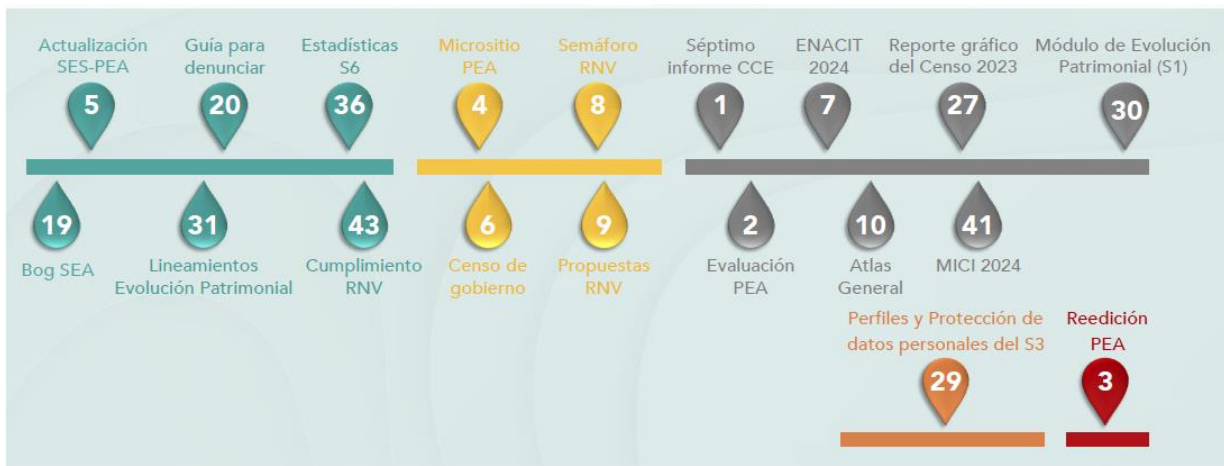 Actualización
SES-PEA
5
Guía para
denunciar
20
Estadísticas
S6
36
Micrositio
PEA
4
Semáforo
RNV
8
Séptimo
informe CCE
1
ENACIT
2024
7
Reporte gráfico
del Censo 2023
27
Módulo de Evolución
Patrimonial (S1)
30
19
Bog SEA
31
Lineamientos
Evolución Patrimonial
43
Cumplimiento
RNV
6
Censo de
gobierno
9
Propuestas
RNV
2
Evaluación
PEA
10
Atlas
General
41
MICI 2024
Perfiles y Protección de
datos personales del S3
29
Reedición
PEA
3